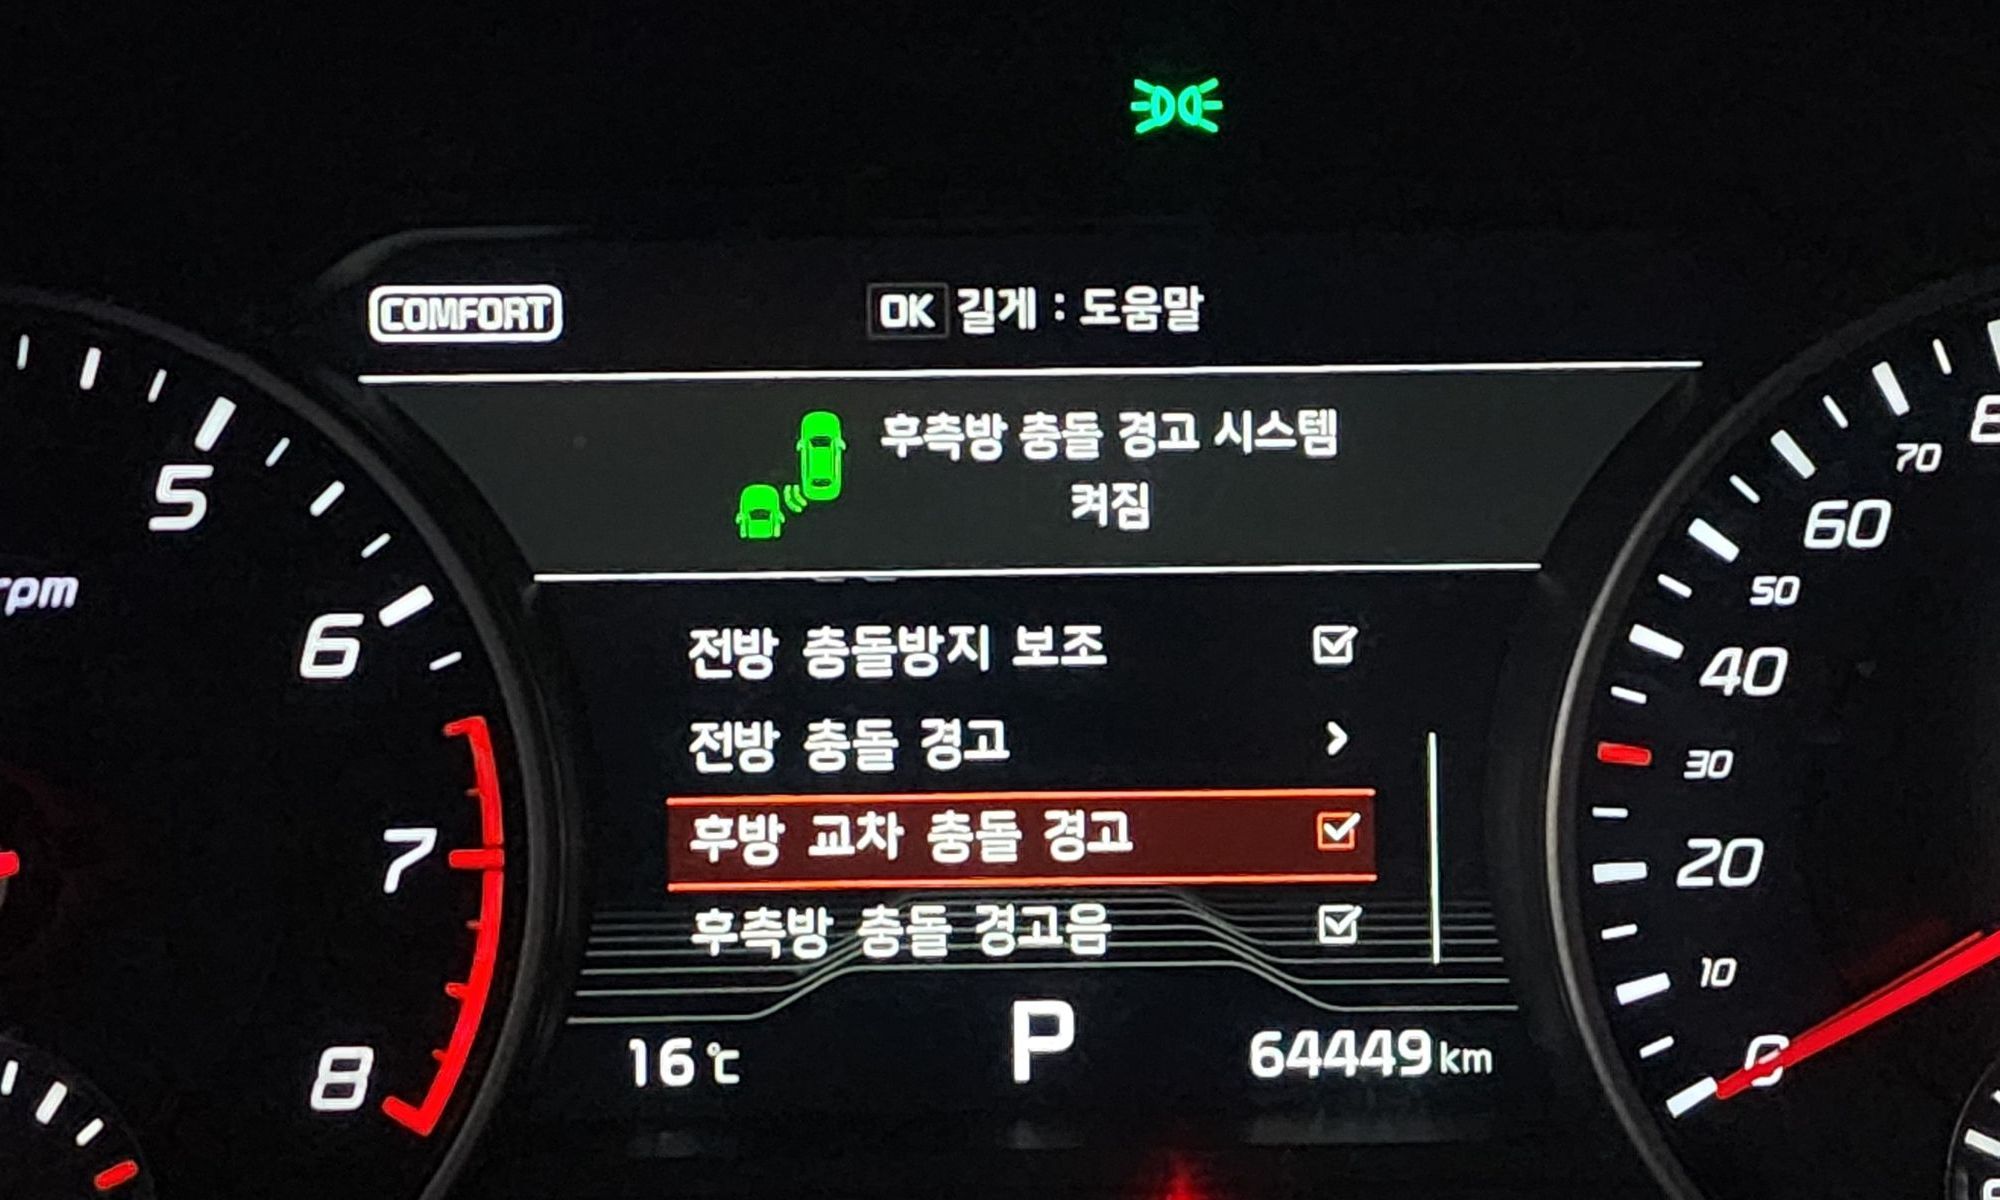 COMFORT
OK 길게 : 도움말
후측방 충돌 경고 시스템
켜짐
전방 충돌방지 보조
전방 충돌 경고
후방 교차 충돌 경고
후측방 충돌 경고음
16℃
P
64449km
rpm
5
6
7
8
70
60
50
40
30
20
10
0